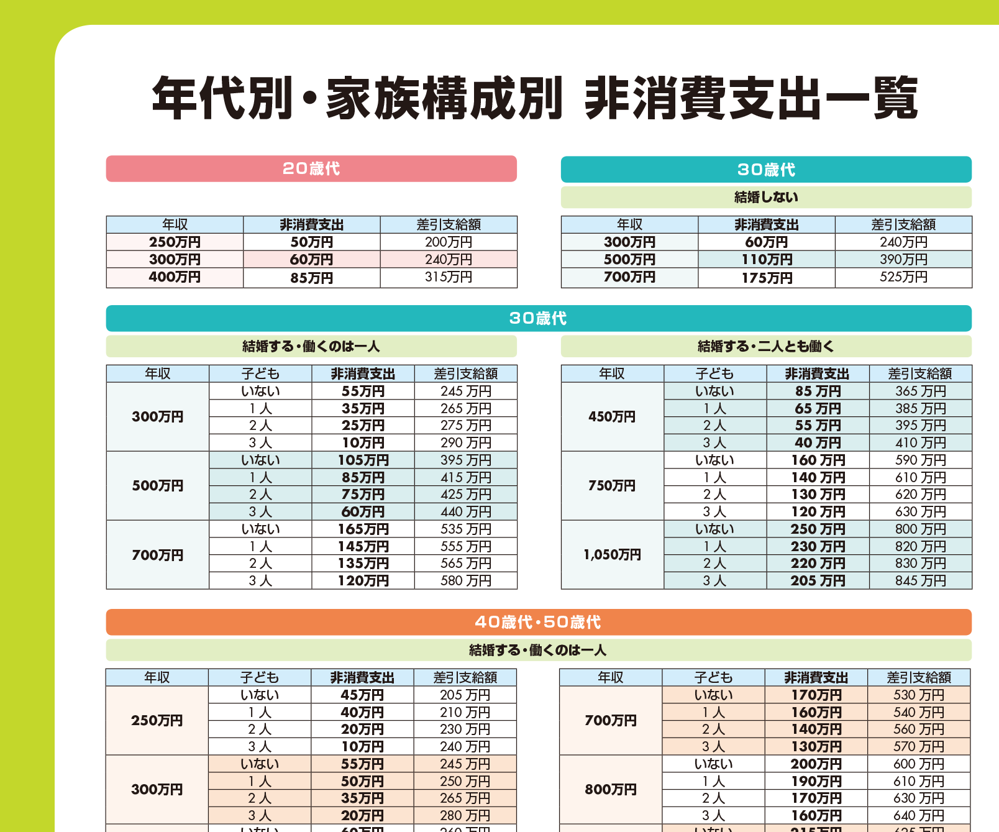 年代別・家族構成別 非消費支出一覧
20歳代
年収 非消費支出 差引支給額
250万円 50万円 200万円
300万円 60万円 240万円
400万円 85万円 315万円
30歳代
結婚しない
年収 非消費支出 差引支給額
300万円 60万円 240万円
500万円 110万円 390万円
700万円 175万円 525万円
30歳代
結婚する・働くのは一人
年収 子ども 非消費支出 差引支給額
300万円
いない 55万円 245 万円
1 人 35万円 265 万円
2 人 25万円 275 万円
3 人 10万円 290 万円
500万円
いない 105万円 395 万円
1 人 85万円 415 万円
2 人 75万円 425 万円
3 人 60万円 440 万円
700万円
いない 165万円 535 万円
1 人 145万円 555 万円
2 人 135万円 565 万円
3 人 120万円 580 万円
結婚する・二人とも働く
年収 子ども 非消費支出 差引支給額
450万円
いない 85 万円 365 万円
1 人 65 万円 385 万円
2 人 55 万円 395 万円
3 人 40 万円 410 万円
750万円
いない 160 万円 590 万円
1 人 140 万円 610 万円
2 人 130 万円 620 万円
3 人 120 万円 630 万円
1,050万円
いない 250 万円 800 万円
1 人 230 万円 820 万円
2 人 220 万円 830 万円
3 人 205 万円 845 万円
40歳代・50歳代
結婚する・働くのは一人
年収 子ども 非消費支出 差引支給額
250万円
いない 45万円 205 万円
1 人 40万円 210 万円
2 人 20万円 230 万円
3 人 10万円 240 万円
300万円
いない 55万円 245 万円
1 人 50万円 250 万円
2 人 35万円 265 万円
3 人 20万円 280 万円
いない 60万円 260 万円
年収 子ども 非消費支出 差引支給額
700万円
いない 170万円 530 万円
1 人 160万円 540 万円
2 人 140万円 560 万円
3 人 130万円 570 万円
800万円
いない 200万円 600 万円
1 人 190万円 610 万円
2 人 170万円 630 万円
3 人 160万円 640 万円
いない 215万円 万円